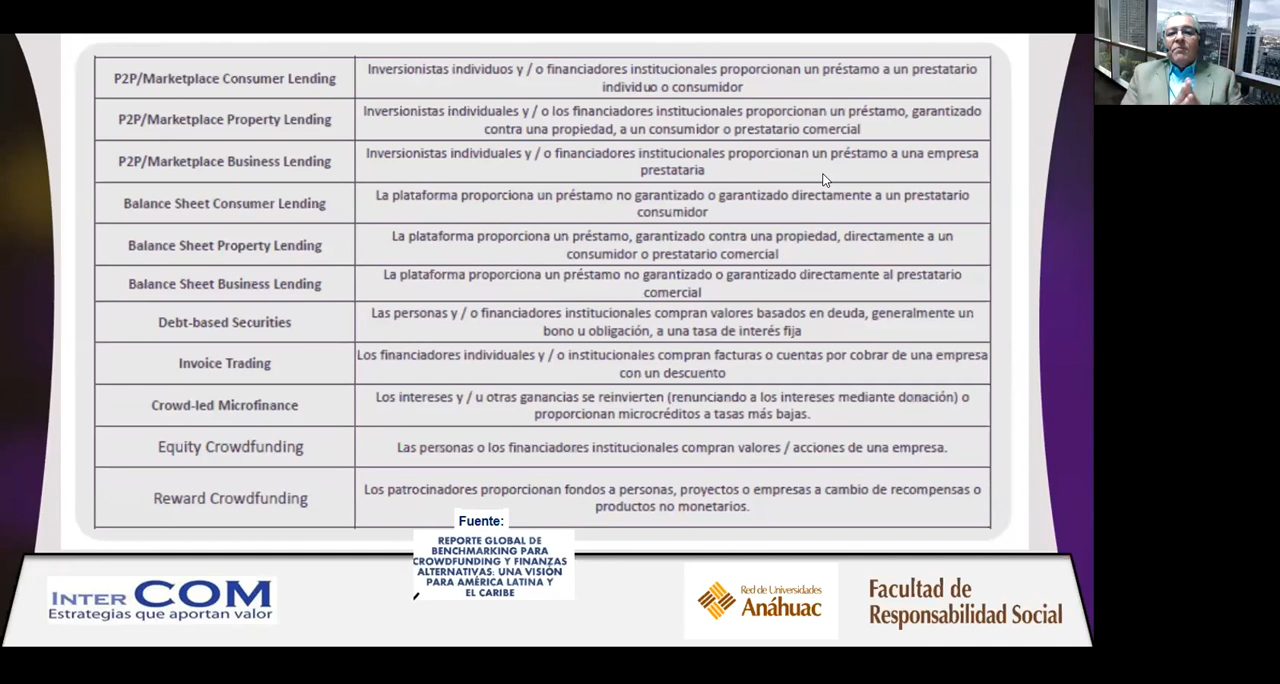 P2P/Marketplace Consumer Lending
Inversionistas individuos y / o financiadores institucionales proporcionan un préstamo a un prestatario
individuo o consumidor
P2P/Marketplace Property Lending
Inversionistas individuales y / o los financiadores institucionales proporcionan un préstamo, garantizado
contra una propiedad, a un consumidor o prestatario comercial
P2P/Marketplace Business Lending
Inversionistas individuales y / o financiadores institucionales proporcionan un préstamo a una empresa
prestataria
Balance Sheet Consumer Lending
La plataforma proporciona un préstamo no garantizado o garantizado directamente a un prestatario
consumidor
Balance Sheet Property Lending
La plataforma proporciona un préstamo, garantizado contra una propiedad, directamente a un
consumidor o prestatario comercial
Balance Sheet Business Lending
La plataforma proporciona un préstamo no garantizado o garantizado directamente al prestatario
comercial
Debt-based Securities
Las personas y / o financiadores institucionales compran valores basados en deuda, generalmente un
bono u obligación, a una tasa de interés fija
Invoice Trading
Los financiadores individuales y / o institucionales compran facturas o cuentas por cobrar de una empresa
con un descuento
Crowd-led Microfinance
Los intereses y / u otras ganancias se reinvierten (renunciando a los intereses mediante donación) o
proporcionan microcréditos a tasas más bajas.
Equity Crowdfunding
Las personas o los financiadores institucionales compran valores / acciones de una empresa.
Reward Crowdfunding
Los patrocinadores proporcionan fondos a personas, proyectos o empresas a cambio de recompensas o
productos no monetarios.
Fuente:
REPORTE GLOBAL DE
BENCHMARKING PARA
CROWDFUNDING Y FINANZAS
ALTERNATIVAS: UNA VISIÓN
PARA AMÉRICA LATINA Y
EL CARIBE
INTER COM
Estrategias que aportan valor
Red de Universidades
Anáhuac
Facultad de
Responsabilidad Social